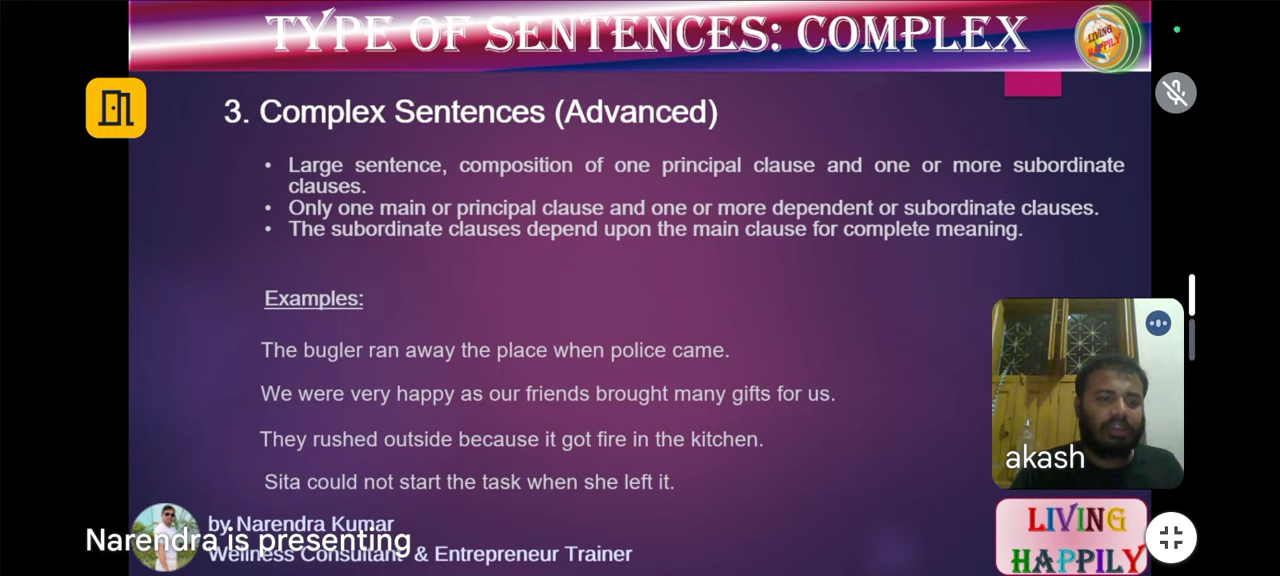 TYPE OF SENTENCES: COMPLEX
LIVING
HAPPILY
3. Complex Sentences (Advanced)
• Large sentence, composition of one principal clause and one or more subordinate
clauses.
• Only one main or principal clause and one or more dependent or subordinate clauses.
• The subordinate clauses depend upon the main clause for complete meaning.
Examples:
The bugler ran away the place when police came.
We were very happy as our friends brought many gifts for us.
They rushed outside because it got fire in the kitchen.
Sita could not start the task when she left it.
akash
by Narendra Kumar
Narendra is presenting
Wellness Consultant & Entrepreneur Trainer
LIVING
HAPPILY